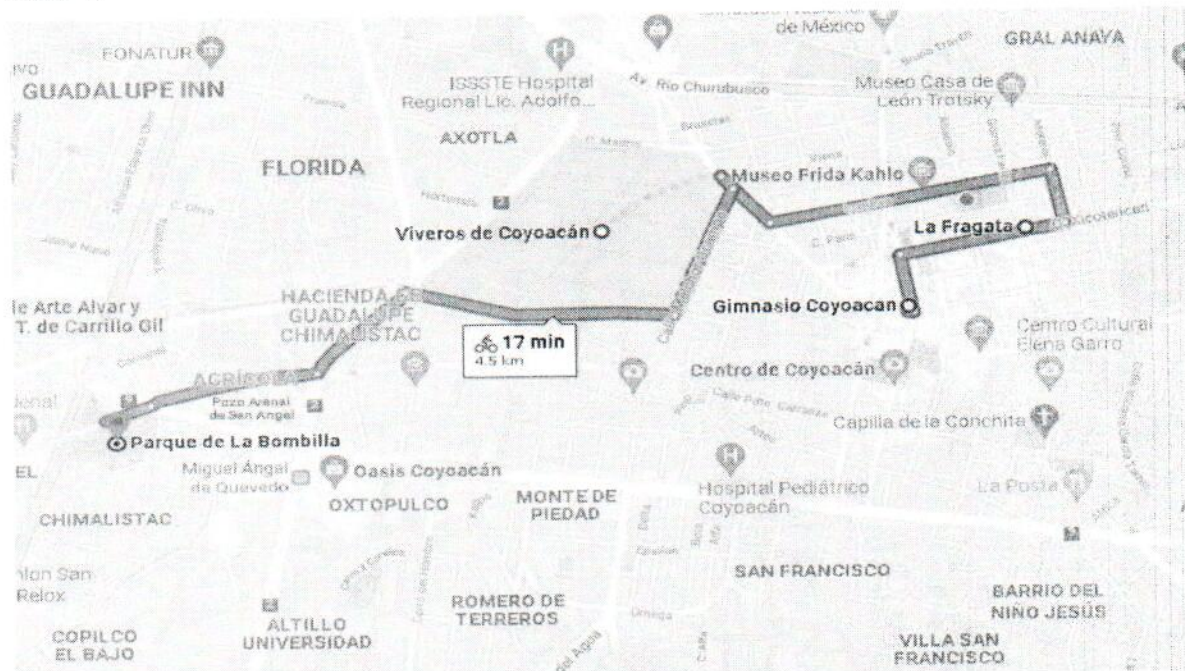 FONATUR
GUADALUPE INN
ISSSTE Hospital
Regional Lic. Adolfo...
Av. Río Churubusco
de México
GRAL ANAYA
Museo Casa de
León Trotsky
AXOTLA
FLORIDA
Bruselas
Viena
Museo Frida Kahlo
Viveros de Coyoacán
La Fragata
HACIENDA DE
GUADALUPE
CHIMALISTAC
le Arte Alvar y
T. de Carrillo Gil
17 min
4.5 km
Gimnasio Coyoacan
Centro Cultural
Elena Garro
Centro de Coyoacán
AGRÍCOLA
Pozo Arenal
de San Angel
Parque de La Bombilla
Capilla de la Conchita
EL
Miguel Ángel
de Quevedo
Oasis Coyoacán
Hospital Pediátrico
Coyoacán
La Posta
CHIMALISTAC
OXTOPULCO
MONTE DE
PIEDAD
SAN FRANCISCO
Relox
BARRIO DEL
NIÑO JESÚS
ROMERO DE
TERREROS
COPILCO
EL BAJO
ALTILLO
UNIVERSIDAD
VILLA SAN
FRANCISCO